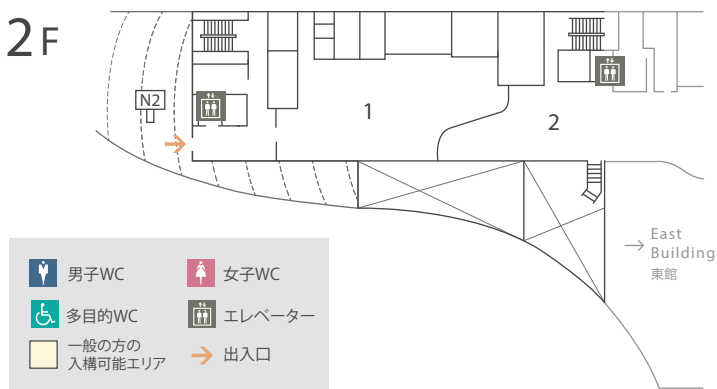 2F
N2
1
2
→ East
Building
東館
男子WC
女子WC
多目的WC
エレベーター
一般の方の
入構可能エリア
出入口